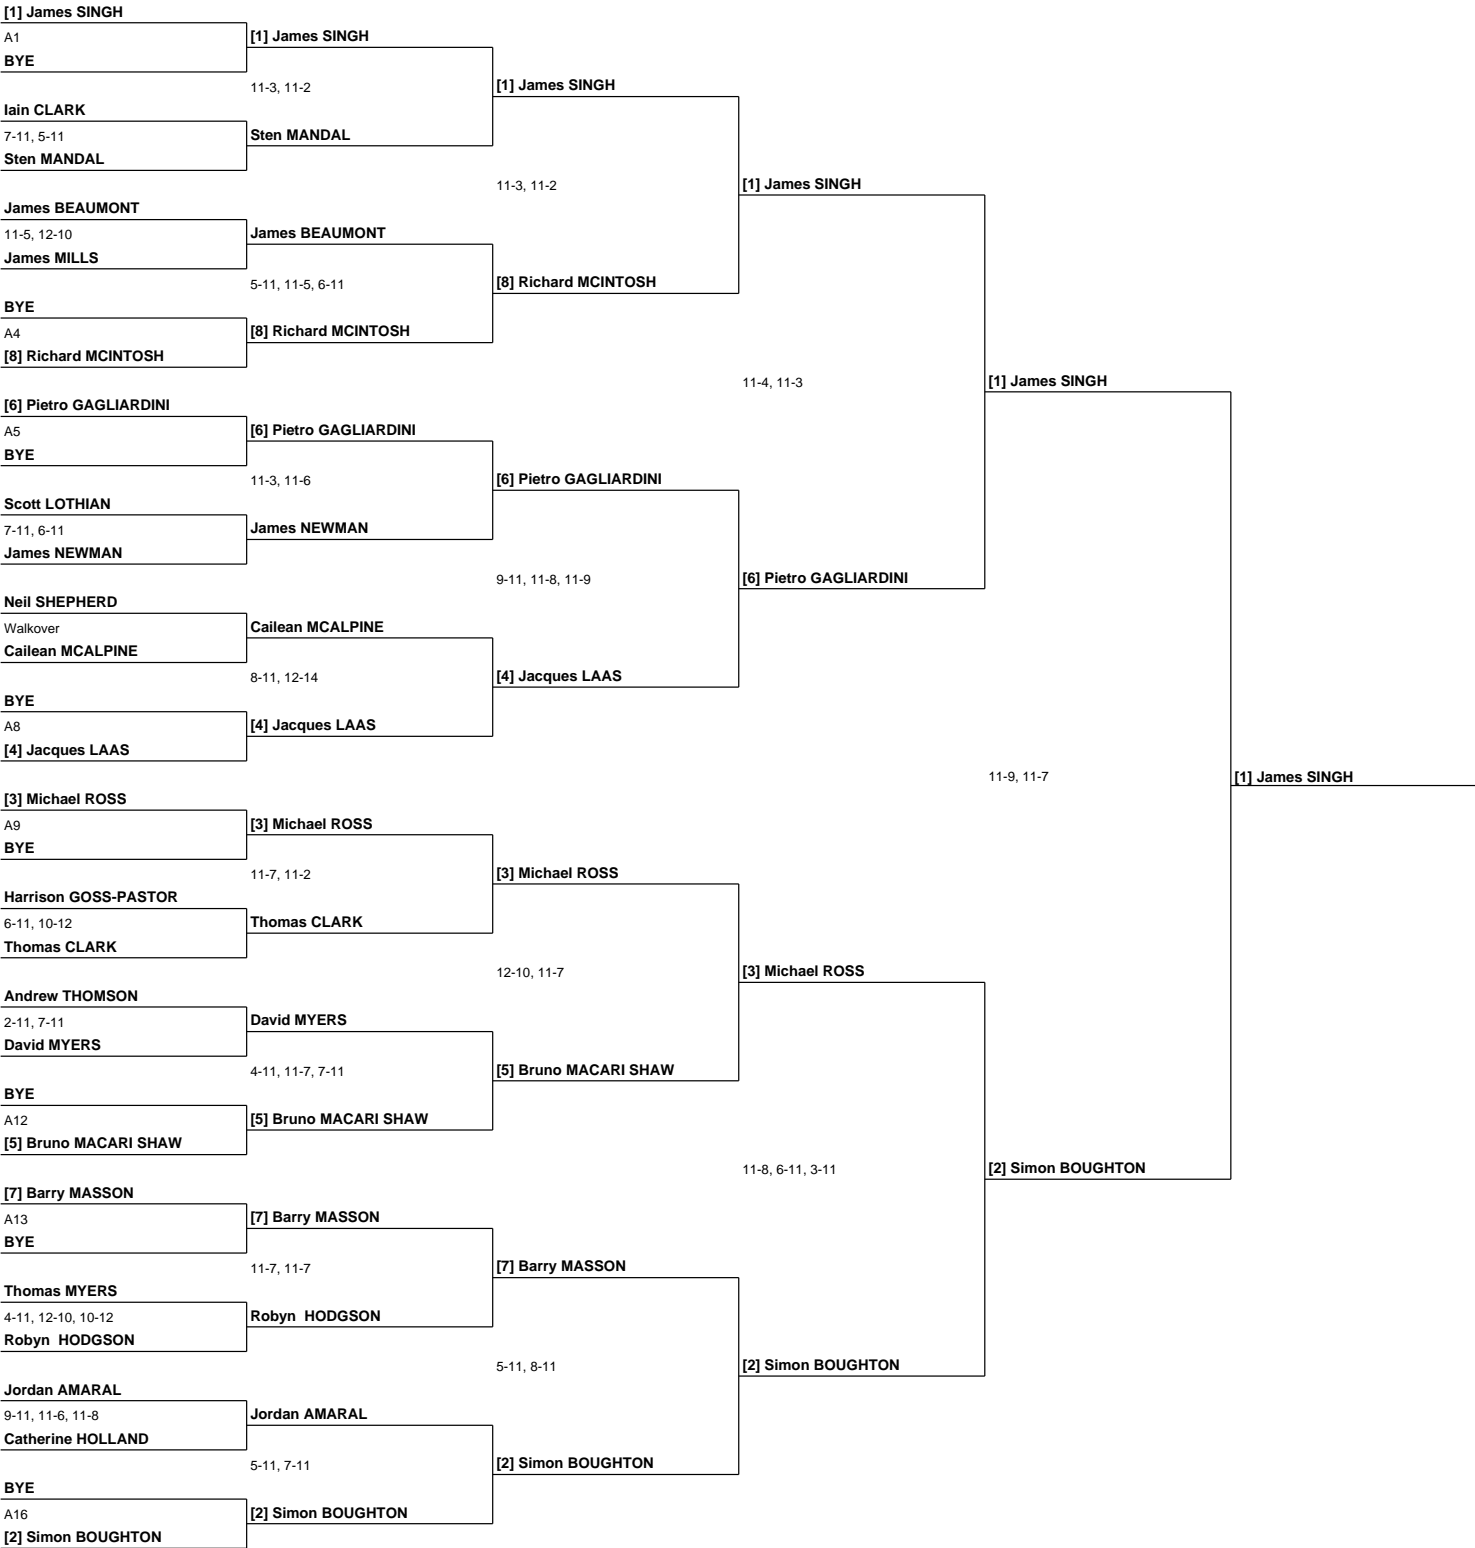 [1] James SINGH
A1
BYE
Iain CLARK
7-11, 5-11
Sten MANDAL
James BEAUMONT
11-5, 12-10
James MILLS
BYE
A4
[8] Richard MCINTOSH
[6] Pietro GAGLIARDINI
A5
BYE
Scott LOTHIAN
7-11, 6-11
James NEWMAN
Neil SHEPHERD
Walkover
Cailean MCALPINE
BYE
A8
[4] Jacques LAAS
[3] Michael ROSS
A9
BYE
Harrison GOSS-PASTOR
6-11, 10-12
Thomas CLARK
Andrew THOMSON
2-11, 7-11
David MYERS
BYE
A12
[5] Bruno MACARI SHAW
[7] Barry MASSON
A13
BYE
Thomas MYERS
4-11, 12-10, 10-12
Robyn  HODGSON
Jordan AMARAL
9-11, 11-6, 11-8
Catherine HOLLAND
BYE
A16
[2] Simon BOUGHTON
[1] James SINGH
11-3, 11-2
Sten MANDAL
James BEAUMONT
5-11, 11-5, 6-11
[8] Richard MCINTOSH
[6] Pietro GAGLIARDINI
11-3, 11-6
James NEWMAN
Cailean MCALPINE
8-11, 12-14
[4] Jacques LAAS
[3] Michael ROSS
11-7, 11-2
Thomas CLARK
David MYERS
4-11, 11-7, 7-11
[5] Bruno MACARI SHAW
[7] Barry MASSON
11-7, 11-7
Robyn  HODGSON
Jordan AMARAL
5-11, 7-11
[2] Simon BOUGHTON
[1] James SINGH
11-3, 11-2
[8] Richard MCINTOSH
[6] Pietro GAGLIARDINI
9-11, 11-8, 11-9
[4] Jacques LAAS
[3] Michael ROSS
12-10, 11-7
[5] Bruno MACARI SHAW
[7] Barry MASSON
5-11, 8-11
[2] Simon BOUGHTON
[1] James SINGH
11-4, 11-3
[6] Pietro GAGLIARDINI
[3] Michael ROSS
11-8, 6-11, 3-11
[2] Simon BOUGHTON
[1] James SINGH
11-9, 11-7
[2] Simon BOUGHTON
[1] James SINGH